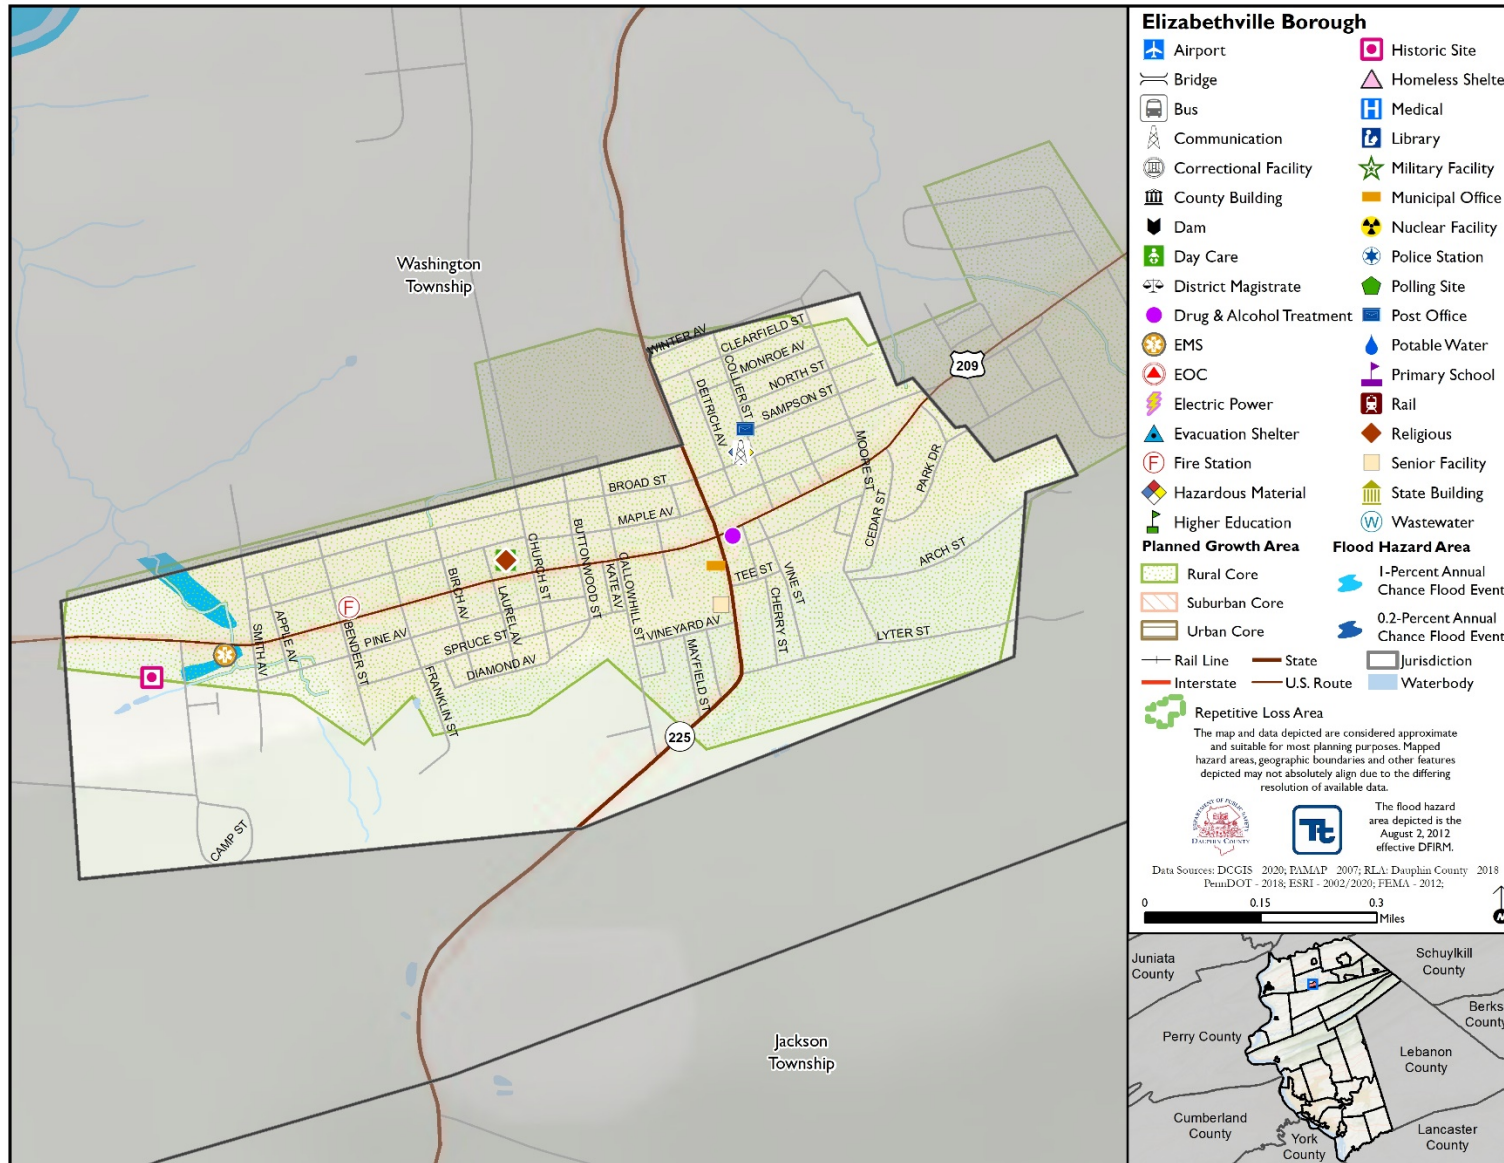 Elizabethville Borough
Airport
Bridge
Bus
Communication
Correctional Facility
County Building
Dam
Day Care
District Magistrate
Drug & Alcohol Treatment
EMS
EOC
Electric Power
Evacuation Shelter
Fire Station
Hazardous Material
Higher Education
Historic Site
Homeless Shelte
Medical
Library
Military Facility
Municipal Office
Nuclear Facility
Police Station
Polling Site
Post Office
Potable Water
Primary School
Rail
Religious
Senior Facility
State Building
Wastewater
Planned Growth Area
Rural Core
Suburban Core
Urban Core
Flood Hazard Area
1-Percent Annual
Chance Flood Event
0.2-Percent Annual
Chance Flood Event
Rail Line
State
Jurisdiction
Interstate
U.S. Route
Waterbody
Repetitive Loss Area
The map and data depicted are considered approximate
and suitable for most planning purposes. Mapped
hazard areas, geographic boundaries and other features
depicted may not absolutely align due to the differing
resolution of available data.
DEPARTMENT OF PUBLIC SAFETY
DAUPHIN COUNTY
Tt
The flood hazard
area depicted is the
August 2, 2012
effective DFIRM.
Data Sources: DCGIS 2020; PAMAP 2007; RLA: Dauphin County 2018
PennDOT - 2018; ESRI - 2002/2020; FEMA - 2012;
0 0.15 0.3
Miles
N
Juniata
County
Schuylkill
County
Berks
County
Perry County
Lebanon
County
Cumberland
County
York
County
Lancaster
County
Washington
Township
WINTER AV
CLEARFIELD ST
MONROE AV
COLLIER ST
NORTH ST
DEITRICH AV
SAMPSON ST
209
MOORE ST
PARK DR
CEDAR ST
BROAD ST
MAPLE AV
BUTTONWOOD ST
CHURCH ST
CALLOWHILL ST
KATE AV
ARCH ST
TEE ST
VINE ST
CHERRY ST
BIRCH AV
LAUREL AV
F
BENDER ST
APPLE AV
SMITH AV
PINE AV
SPRUCE ST
DIAMOND AV
FRANKLIN ST
VINEYARD AV
MAYFIELD ST
LYTER ST
225
CAMP ST
Jackson
Township